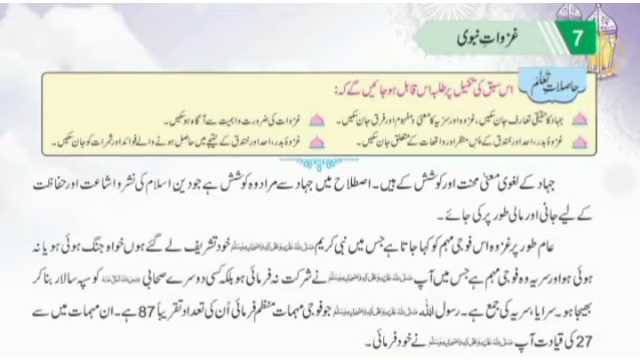 7
غزواتِ نبوی
حاصلاتِ تعلّم
اس سبق کی تکمیل پر طلبہ اس قابل ہو جائیں گے کہ:
جہاد کا حقیقی تعارف جان سکیں، غزوہ اور سریہ کا معنیٰ و مفہوم اور فرق جان سکیں۔
غزوات کی ضرورت و اہمیت سے آگاہ ہو سکیں۔
غزوۂ بدر، احد اور خندق کے پس منظر اور واقعات کے متعلق جان سکیں۔
غزوۂ بدر، احد اور خندق کے نتیجے میں حاصل ہونے والے فوائد اور ثمرات کو جان سکیں۔
جہاد کے لغوی معنیٰ محنت اور کوشش کے ہیں۔ اصطلاح میں جہاد سے مراد وہ کوشش ہے جو دین اسلام کی نشر و اشاعت اور حفاظت
کے لیے جانی اور مالی طور پر کی جائے۔
عام طور پر غزوہ اس فوجی مہم کو کہا جاتا ہے جس میں نبی کریم خود تشریف لے گئے ہوں خواہ جنگ ہوئی ہو یا نہ
ہوئی ہو اور سریہ وہ فوجی مہم ہے جس میں آپ نے شرکت نہ فرمائی ہو بلکہ کسی دوسرے صحابی کو سپہ سالار بنا کر
بھیجا ہو۔ سرایا، سریہ کی جمع ہے۔ رسول اللہ جو فوجی مہمات منظم فرمائی اُن کی تعداد تقریباً 87 ہے۔ ان مہمات میں سے
27 کی قیادت آپ نے خود فرمائی۔